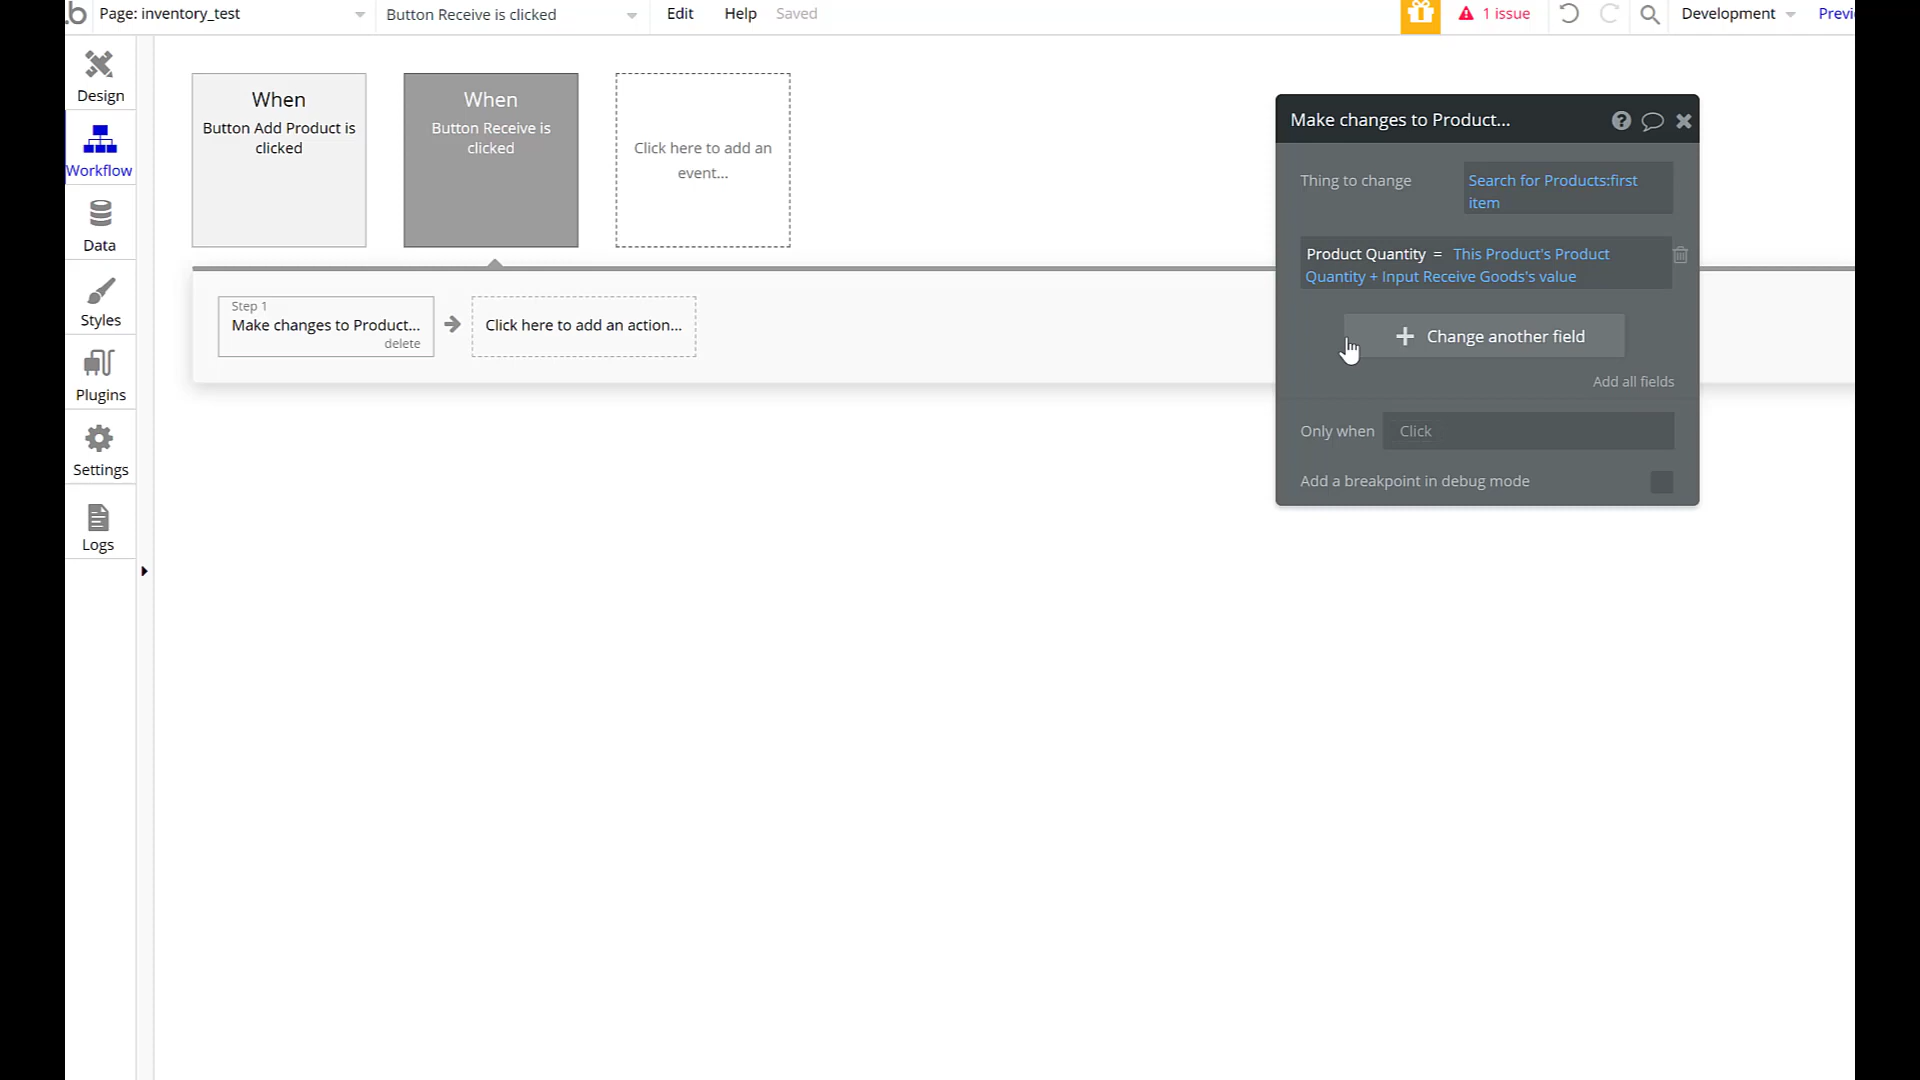 .b Page: inventory_test Button Receive is clicked Edit Help Saved 1 issue Development Previ
Design
Workflow
Data
Styles
Plugins
Settings
Logs
When
Button Add Product is
clicked
When
Button Receive is
clicked
Click here to add an
event...
Step 1
Make changes to Product...
delete
Click here to add an action...
Make changes to Product...
Thing to change Search for Products:first
item
Product Quantity = This Product's Product
Quantity + Input Receive Goods's value
+ Change another field
Add all fields
Only when Click
Add a breakpoint in debug mode